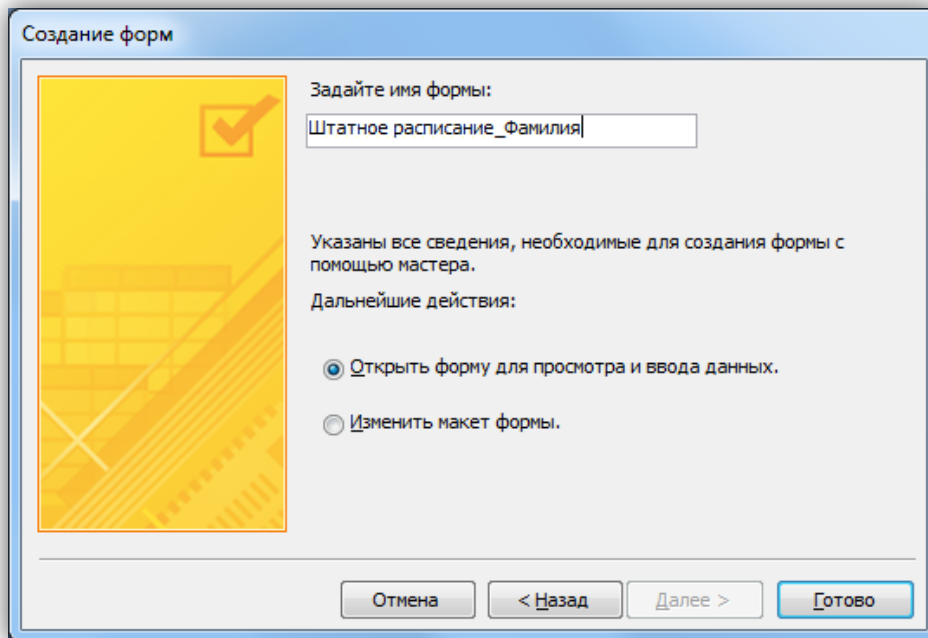 Создание форм
Задайте имя формы:
Штатное расписание_Фамилия
Указаны все сведения, необходимые для создания формы с
помощью мастера.
Дальнейшие действия:
Открыть форму для просмотра и ввода данных.
Изменить макет формы.
Отмена
< Назад
Далее >
Готово